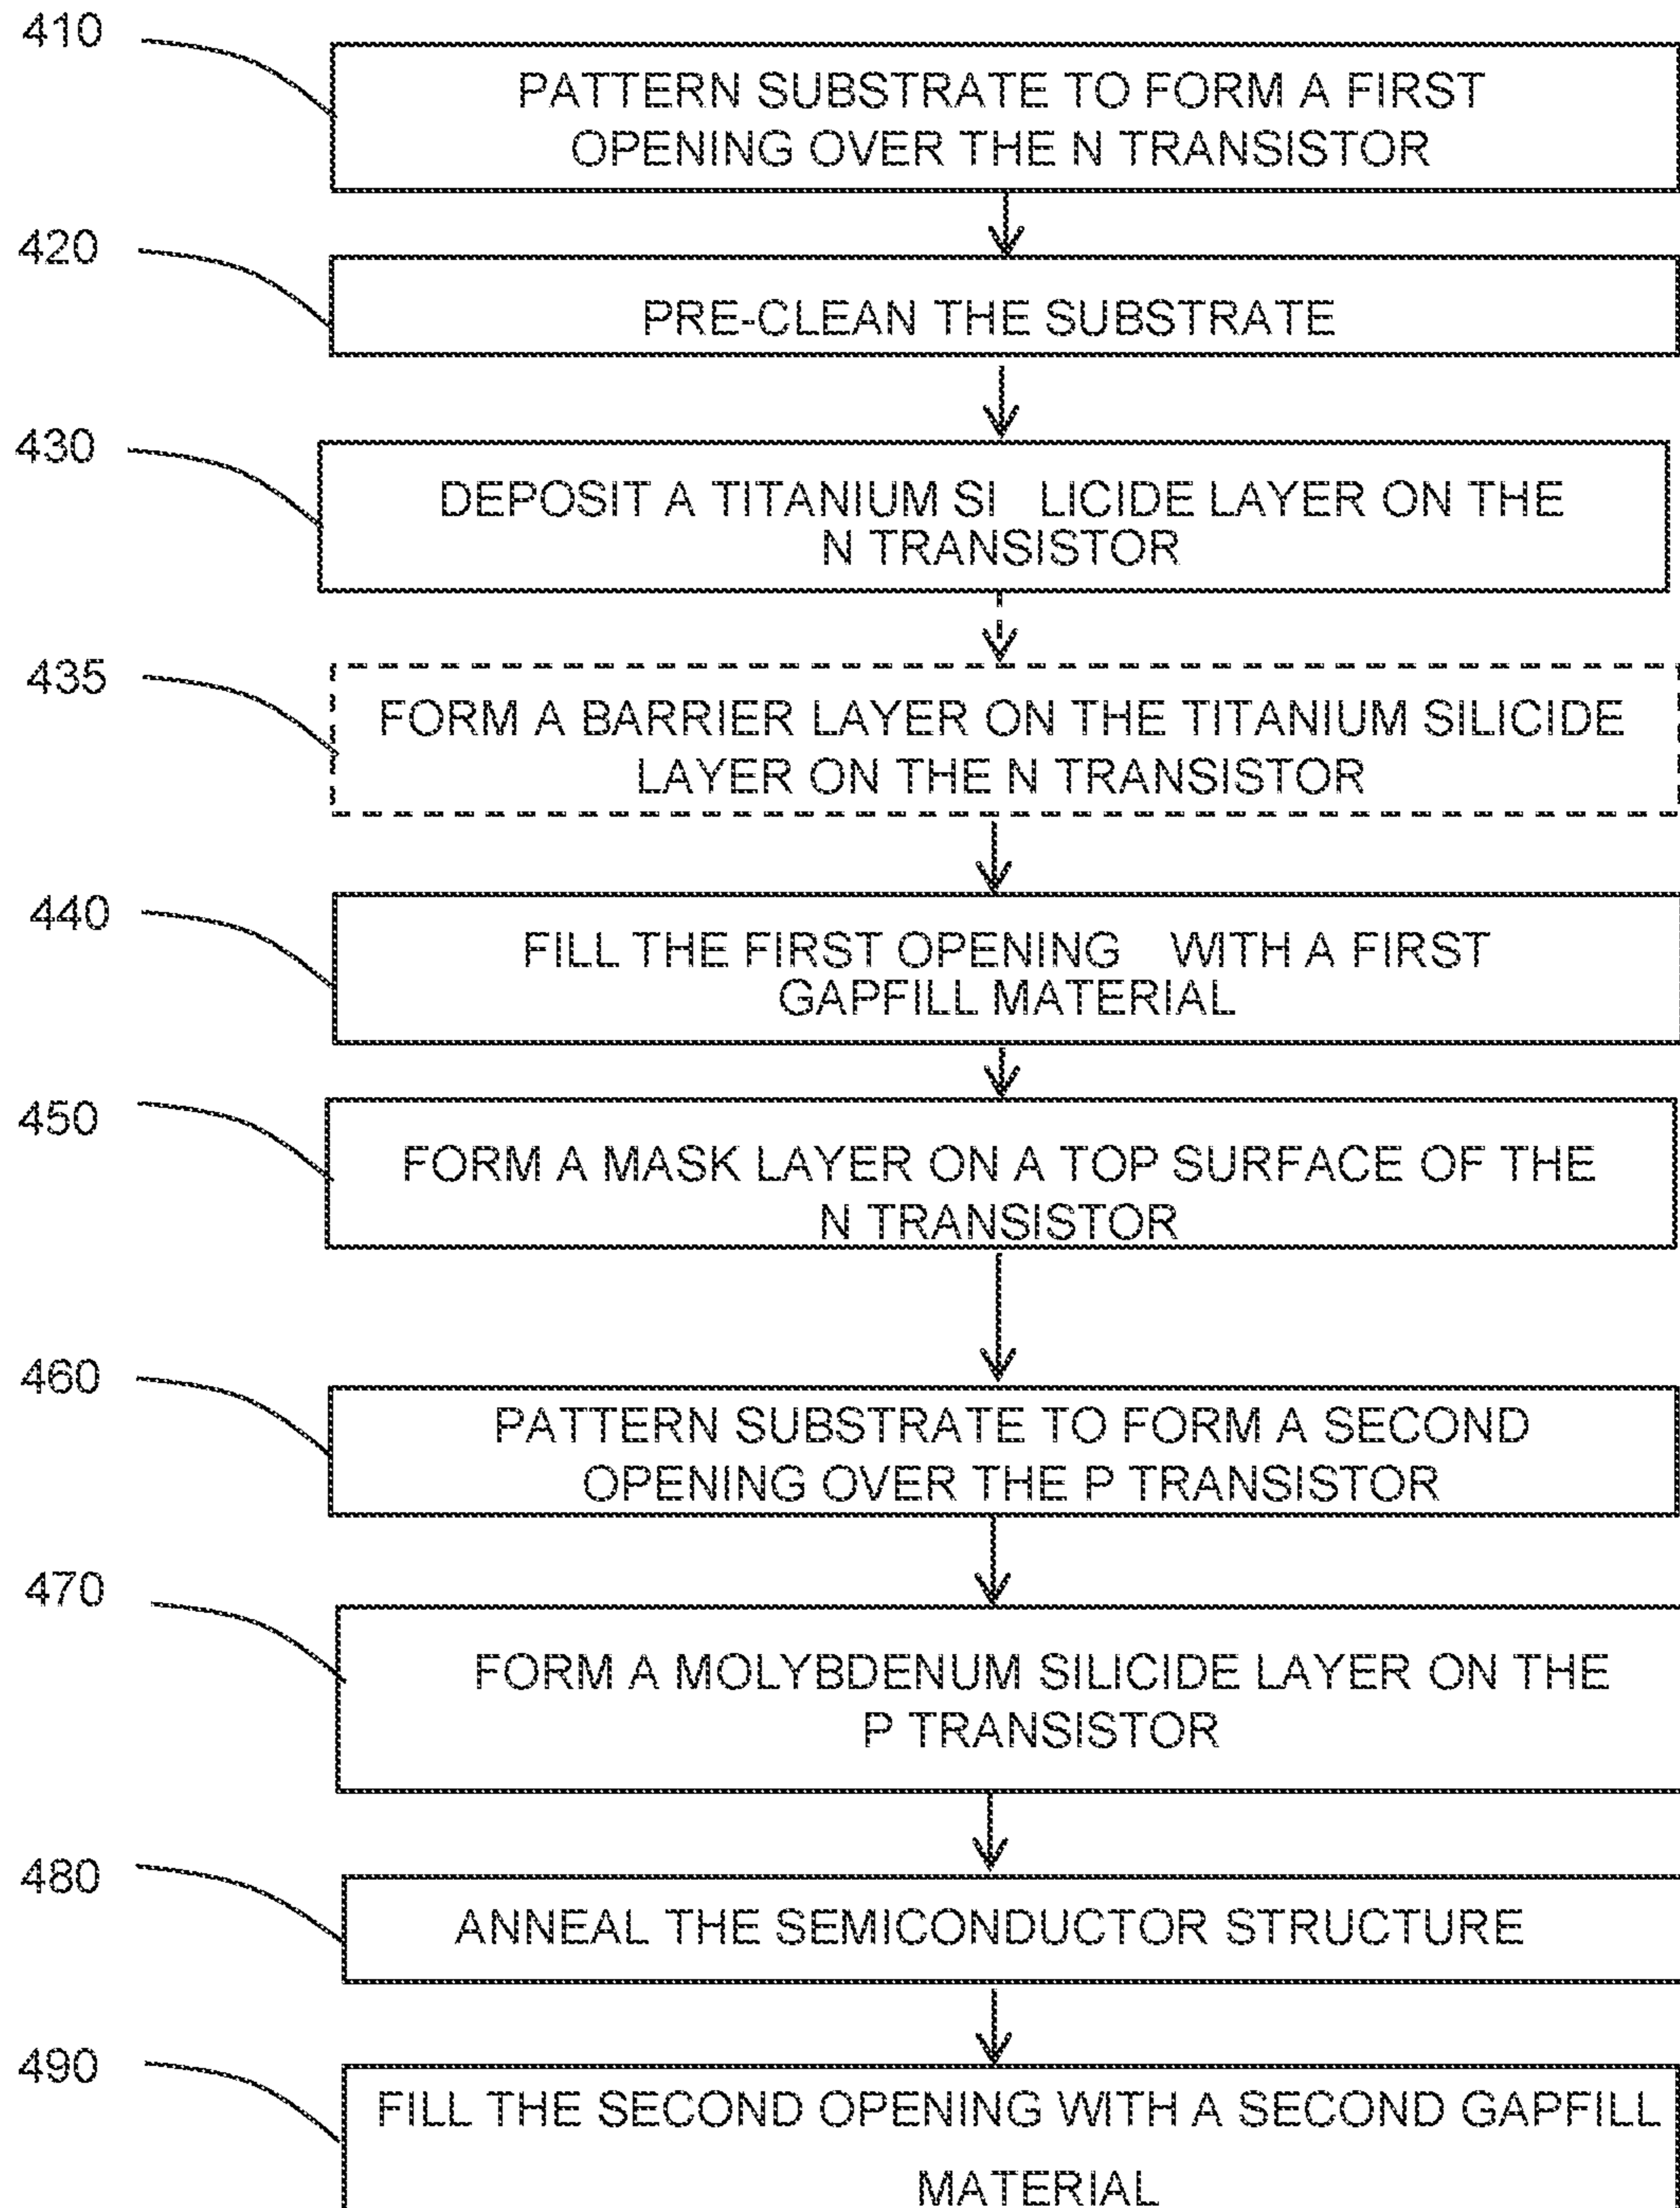 410
PATTERN SUBSTRATE TO FORM A FIRST
OPENING OVER THE N TRANSISTOR
420
PRE-CLEAN THE SUBSTRATE
430
DEPOSIT A TITANIUM SI LICIDE LAYER ON THE
N TRANSISTOR
435
FORM A BARRIER LAYER ON THE TITANIUM SILICIDE
LAYER ON THE N TRANSISTOR
440
FILL THE FIRST OPENING WITH A FIRST
GAPFILL MATERIAL
450
FORM A MASK LAYER ON A TOP SURFACE OF THE
N TRANSISTOR
460
PATTERN SUBSTRATE TO FORM A SECOND
OPENING OVER THE P TRANSISTOR
470
FORM A MOLYBDENUM SILICIDE LAYER ON THE
P TRANSISTOR
480
ANNEAL THE SEMICONDUCTOR STRUCTURE
490
FILL THE SECOND OPENING WITH A SECOND GAPFILL
MATERIAL